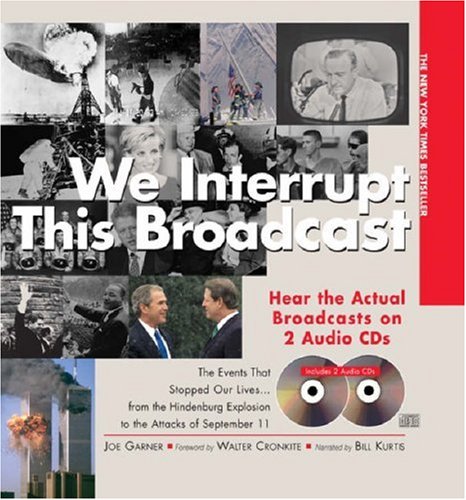 THE NEW YORK TIMES BESTSELLER
We Interrupt
This Broadcast
Hear the Actual
Broadcasts on
2 Audio CDs
Includes 2 Audio CDs
The Events That
Stopped Our Lives...
from the Hindenburg Explosion
to the Attacks of September 11
JOE GARNER ■ Foreword by WALTER CRONKITE ■ Narrated by BILL KURTIS